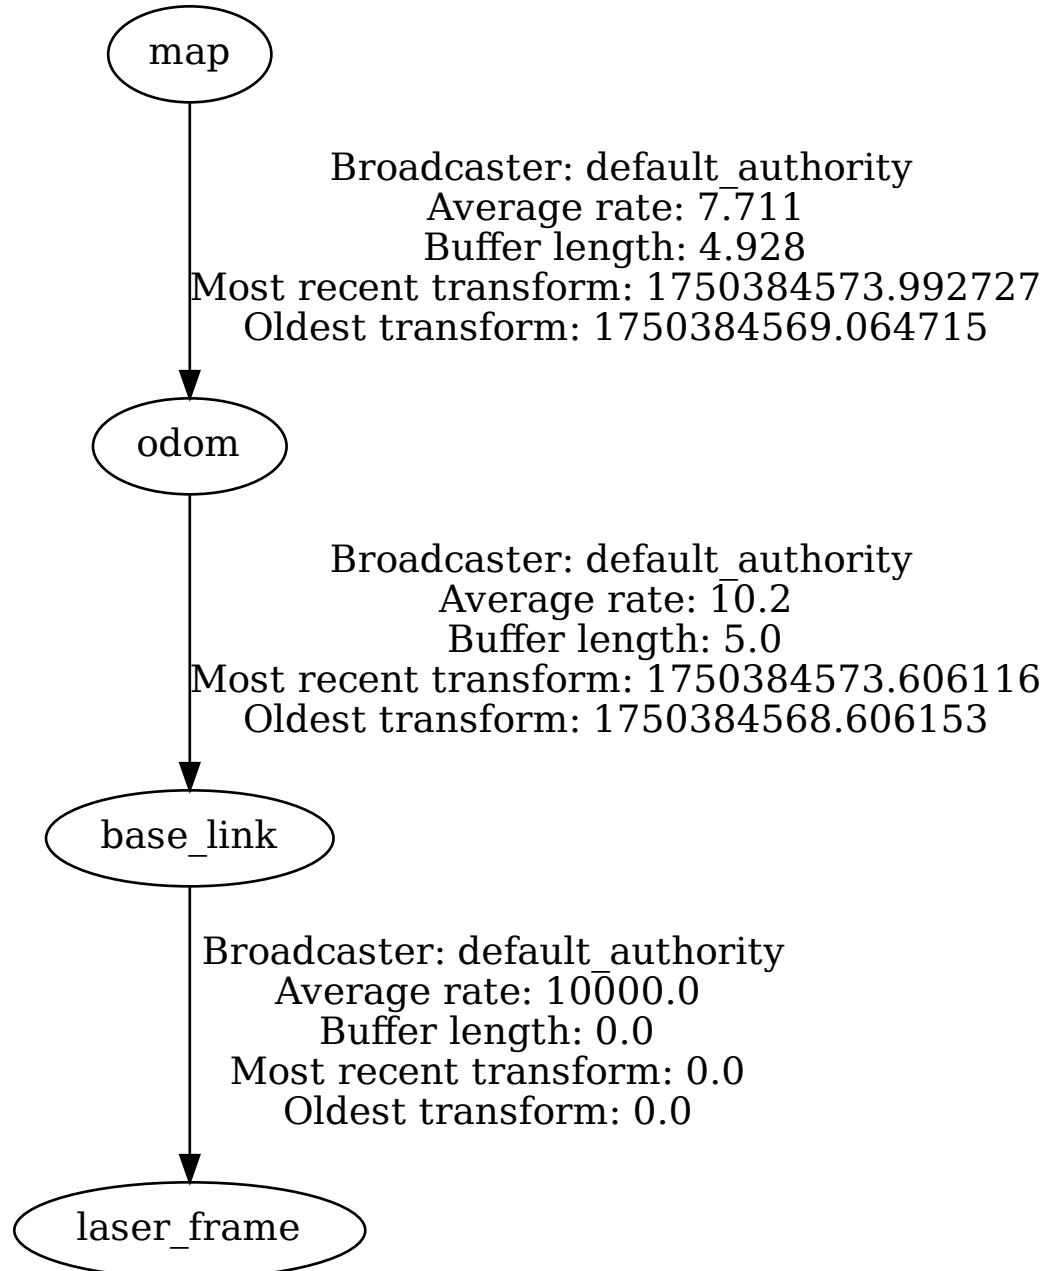 map
Broadcaster: default_authority
Average rate: 7.711
Buffer length: 4.928
Most recent transform: 1750384573.992727
Oldest transform: 1750384569.064715
odom
Broadcaster: default_authority
Average rate: 10.2
Buffer length: 5.0
Most recent transform: 1750384573.606116
Oldest transform: 1750384568.606153
base_link
Broadcaster: default_authority
Average rate: 10000.0
Buffer length: 0.0
Most recent transform: 0.0
Oldest transform: 0.0
laser_frame